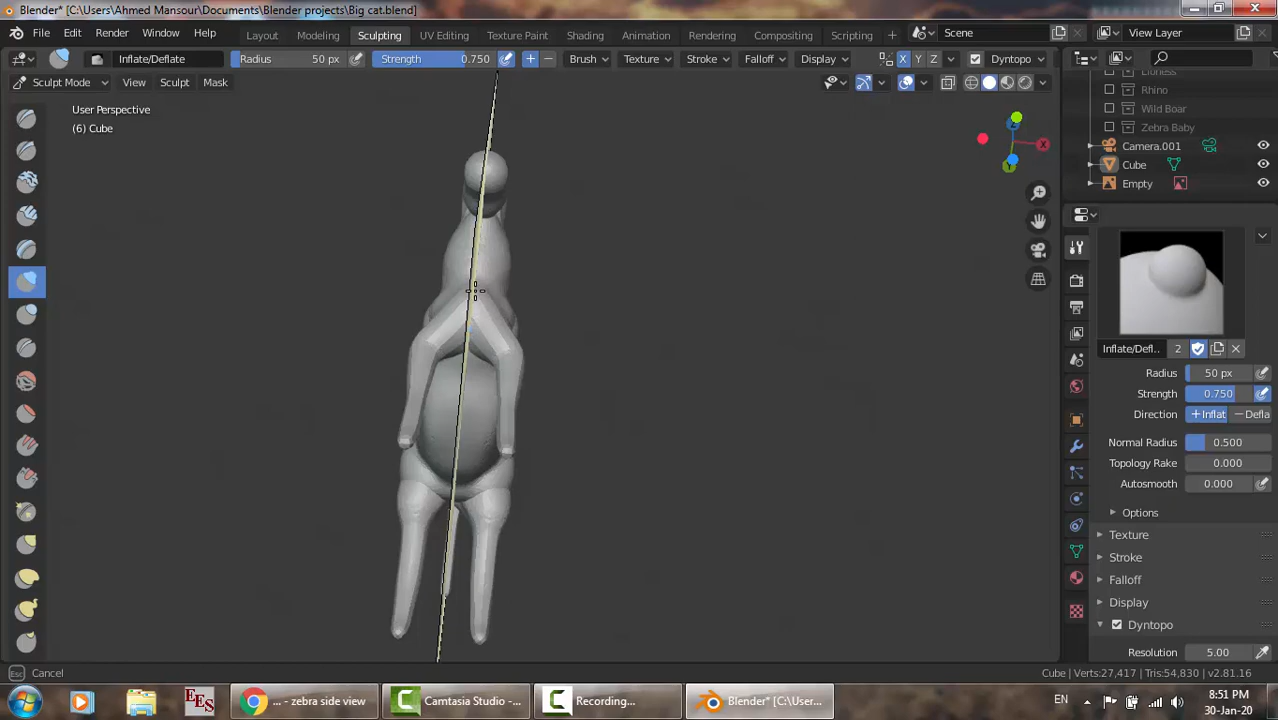 Blender* [C:\Users\Ahmed Mansour\Documents\Blender projects\Big cat.blend]
File Edit Render Window Help Layout Modeling Sculpting UV Editing Texture Paint Shading Animation Rendering Compositing Scripting Scene View Layer
Inflate/Deflate Radius 50 px Strength 0.750 + − Brush Texture Stroke Falloff Display X Y Z Dyntopo
Sculpt Mode View Sculpt Mask
User Perspective
(6) Cube
X
Rhino
Wild Boar
Zebra Baby
Camera.001
Cube
Empty
Inflate/Defl.. 2
Radius 50 px
Strength 0.750
Direction + Inflat − Defla
Normal Radius 0.500
Topology Rake 0.000
Autosmooth 0.000
Options
Texture
Stroke
Falloff
Display
Dyntopo
Resolution 5.00
Esc Cancel
Cube | Verts:27,417 | Tris:54,830 | v2.81.16
EES ... - zebra side view Camtasia Studio -... Recording... Blender* [C:\User... EN 8:51 PM
30-Jan-20